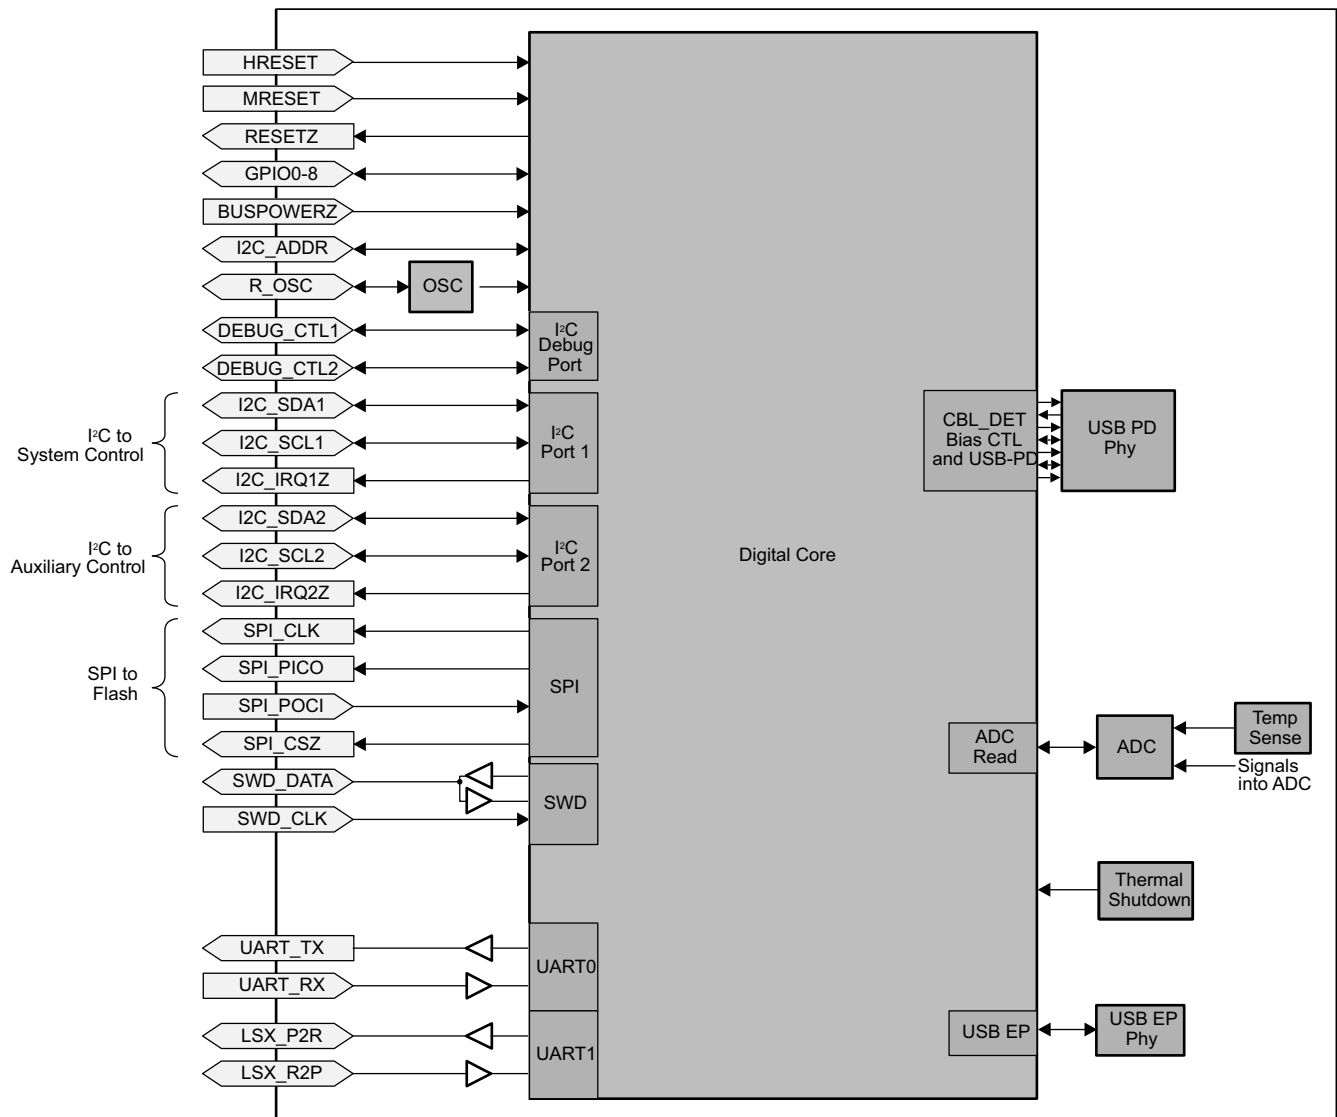 HRESET
MRESET
RESETZ
GPIO0-8
BUSPOWERZ
I2C_ADDR
R_OSC
OSC
DEBUG_CTL1
DEBUG_CTL2
I²C
Debug
Port
I²C to
System Control
I2C_SDA1
I2C_SCL1
I2C_IRQ1Z
I²C
Port 1
CBL_DET
Bias CTL
and USB-PD
USB PD
Phy
I²C to
Auxiliary Control
I2C_SDA2
I2C_SCL2
I2C_IRQ2Z
I²C
Port 2
Digital Core
SPI to
Flash
SPI_CLK
SPI_PICO
SPI_POCI
SPI_CSZ
SPI
ADC
Read
ADC
Temp
Sense
Signals
into ADC
SWD_DATA
SWD_CLK
SWD
Thermal
Shutdown
UART_TX
UART_RX
UART0
LSX_P2R
LSX_R2P
UART1
USB EP
USB EP
Phy